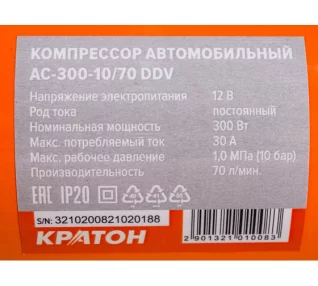 КОМПРЕССОР АВТОМОБИЛЬНЫЙ
AC-300-10/70 DDV
Напряжение электропитания 12 В
Род тока постоянный
Номинальная мощность 300 Вт
Макс. потребляемый ток 30 А
Макс. рабочее давление 1,0 МПа (10 бар)
Производительность 70 л/мин.
EAC IP20
S/N: 3210200821020188
КРАТОН
2 901321 010083